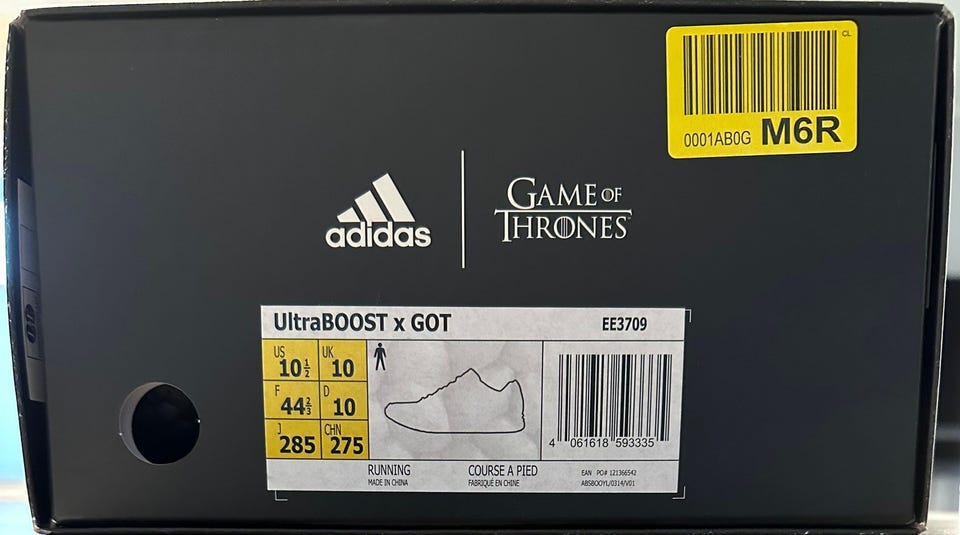 CL
0001AB0G M6R
adidas
GAME OF
THRONES
UltraBOOST x GOT EE3709
US 10½ UK 10
F 44⅔ D 10
J 285 CHN 275
4 061618 593335
RUNNING COURSE A PIED EAN PO# 121366542
MADE IN CHINA FABRIQUÉ EN CHINE ABSBOOYL/0314/V01